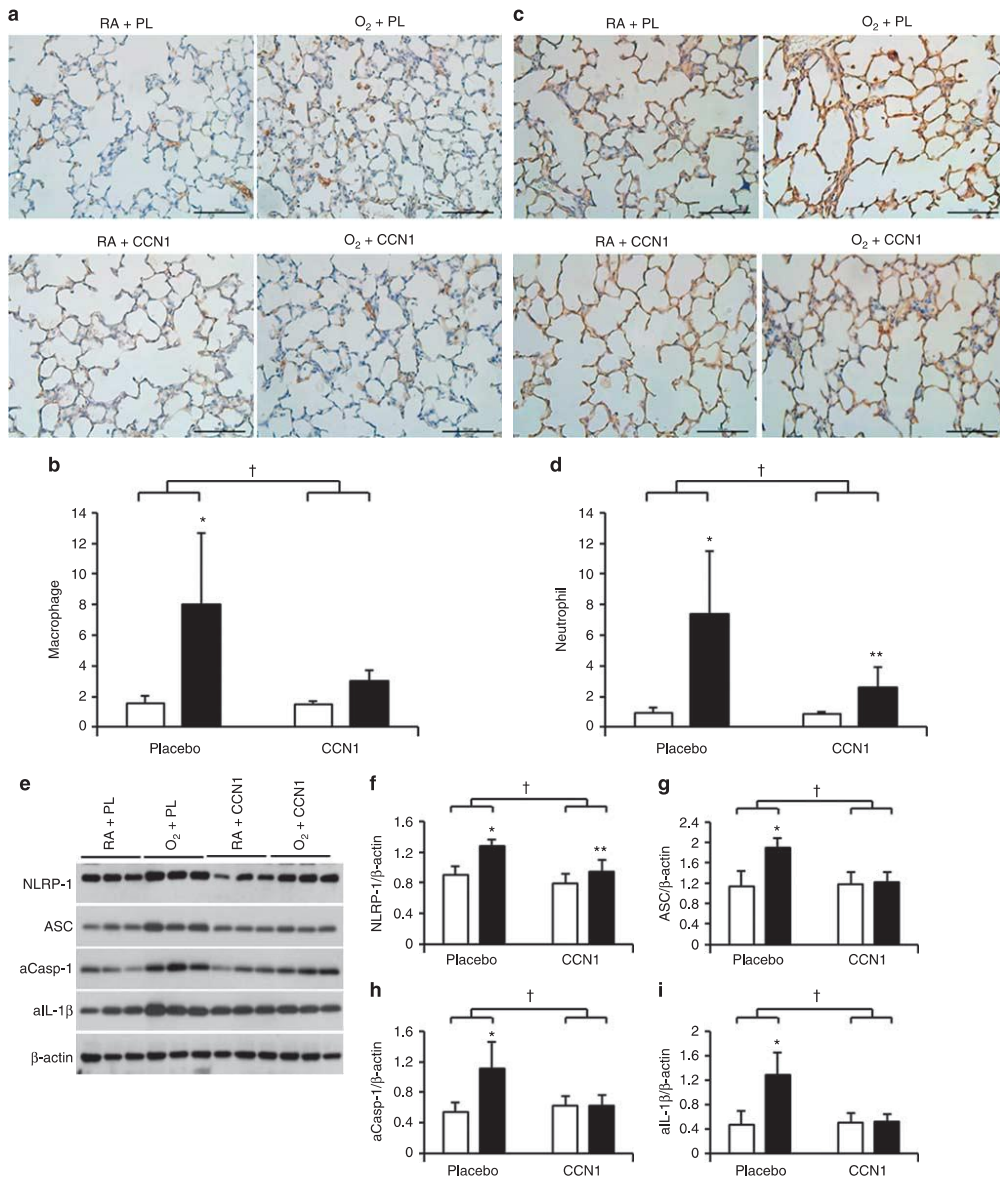 a
RA + PL
O2 + PL
RA + CCN1
O2 + CCN1
c
RA + PL
O2 + PL
RA + CCN1
O2 + CCN1
b
†
14
12
10
8
6
4
2
0
Macrophage
*
Placebo
CCN1
d
†
14
12
10
8
6
4
2
0
Neutrophil
*
**
Placebo
CCN1
e
RA + PL
O2 + PL
RA + CCN1
O2 + CCN1
NLRP-1
ASC
aCasp-1
aIL-1β
β-actin
f
†
1.6
1.2
0.8
0.4
0
NLRP-1/β-actin
*
**
Placebo
CCN1
g
†
2.4
2
1.6
1.2
0.8
0.4
0
ASC/β-actin
*
Placebo
CCN1
h
†
1.6
1.2
0.8
0.4
0
aCasp-1/β-actin
*
Placebo
CCN1
i
†
2
1.6
1.2
0.8
0.4
0
aIL-1β/β-actin
*
Placebo
CCN1